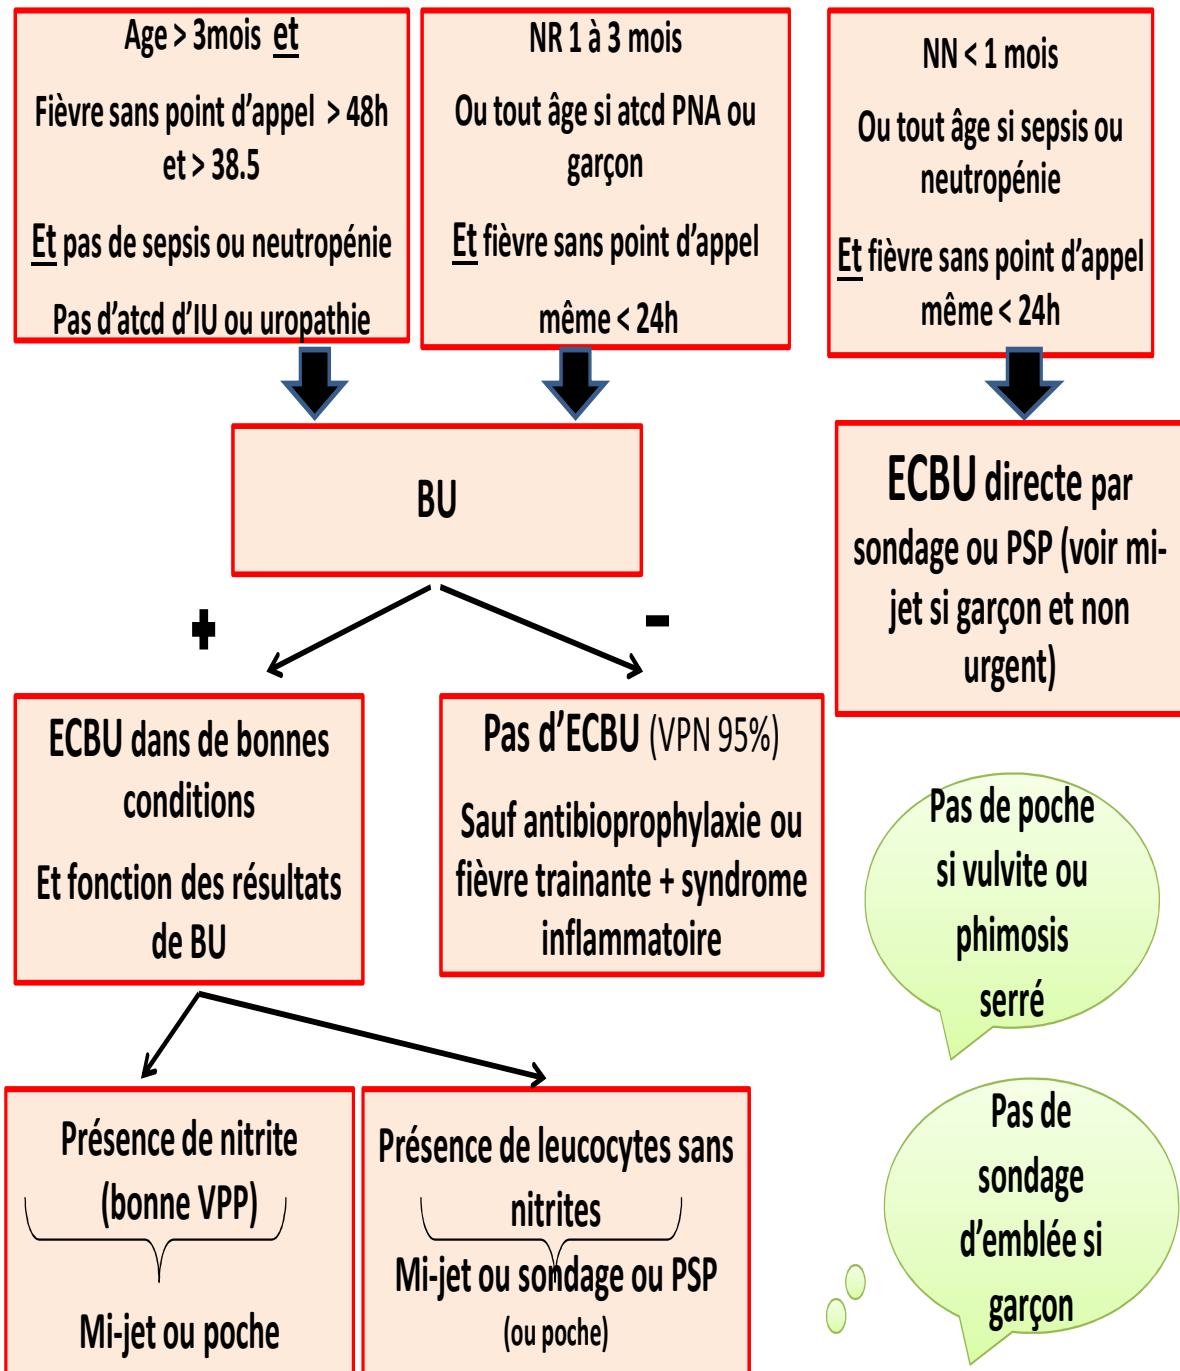 Age > 3mois et
Fièvre sans point d'appel > 48h
et > 38.5
Et pas de sepsis ou neutropénie
Pas d'atcd d'IU ou uropathie
NR 1 à 3 mois
Ou tout âge si atcd PNA ou
garçon
Et fièvre sans point d'appel
même < 24h
NN < 1 mois
Ou tout âge si sepsis ou
neutropénie
Et fièvre sans point d'appel
même < 24h
BU
ECBU directe par
sondage ou PSP (voir mi-
jet si garçon et non
urgent)
+
-
ECBU dans de bonnes
conditions
Et fonction des résultats
de BU
Pas d'ECBU (VPN 95%)
Sauf antibioprophylaxie ou
fièvre trainante + syndrome
inflammatoire
Pas de poche
si vulvite ou
phimosis
serré
Présence de nitrite
(bonne VPP)
Mi-jet ou poche
Présence de leucocytes sans
nitrites
Mi-jet ou sondage ou PSP
(ou poche)
Pas de
sondage
d'emblée si
garçon